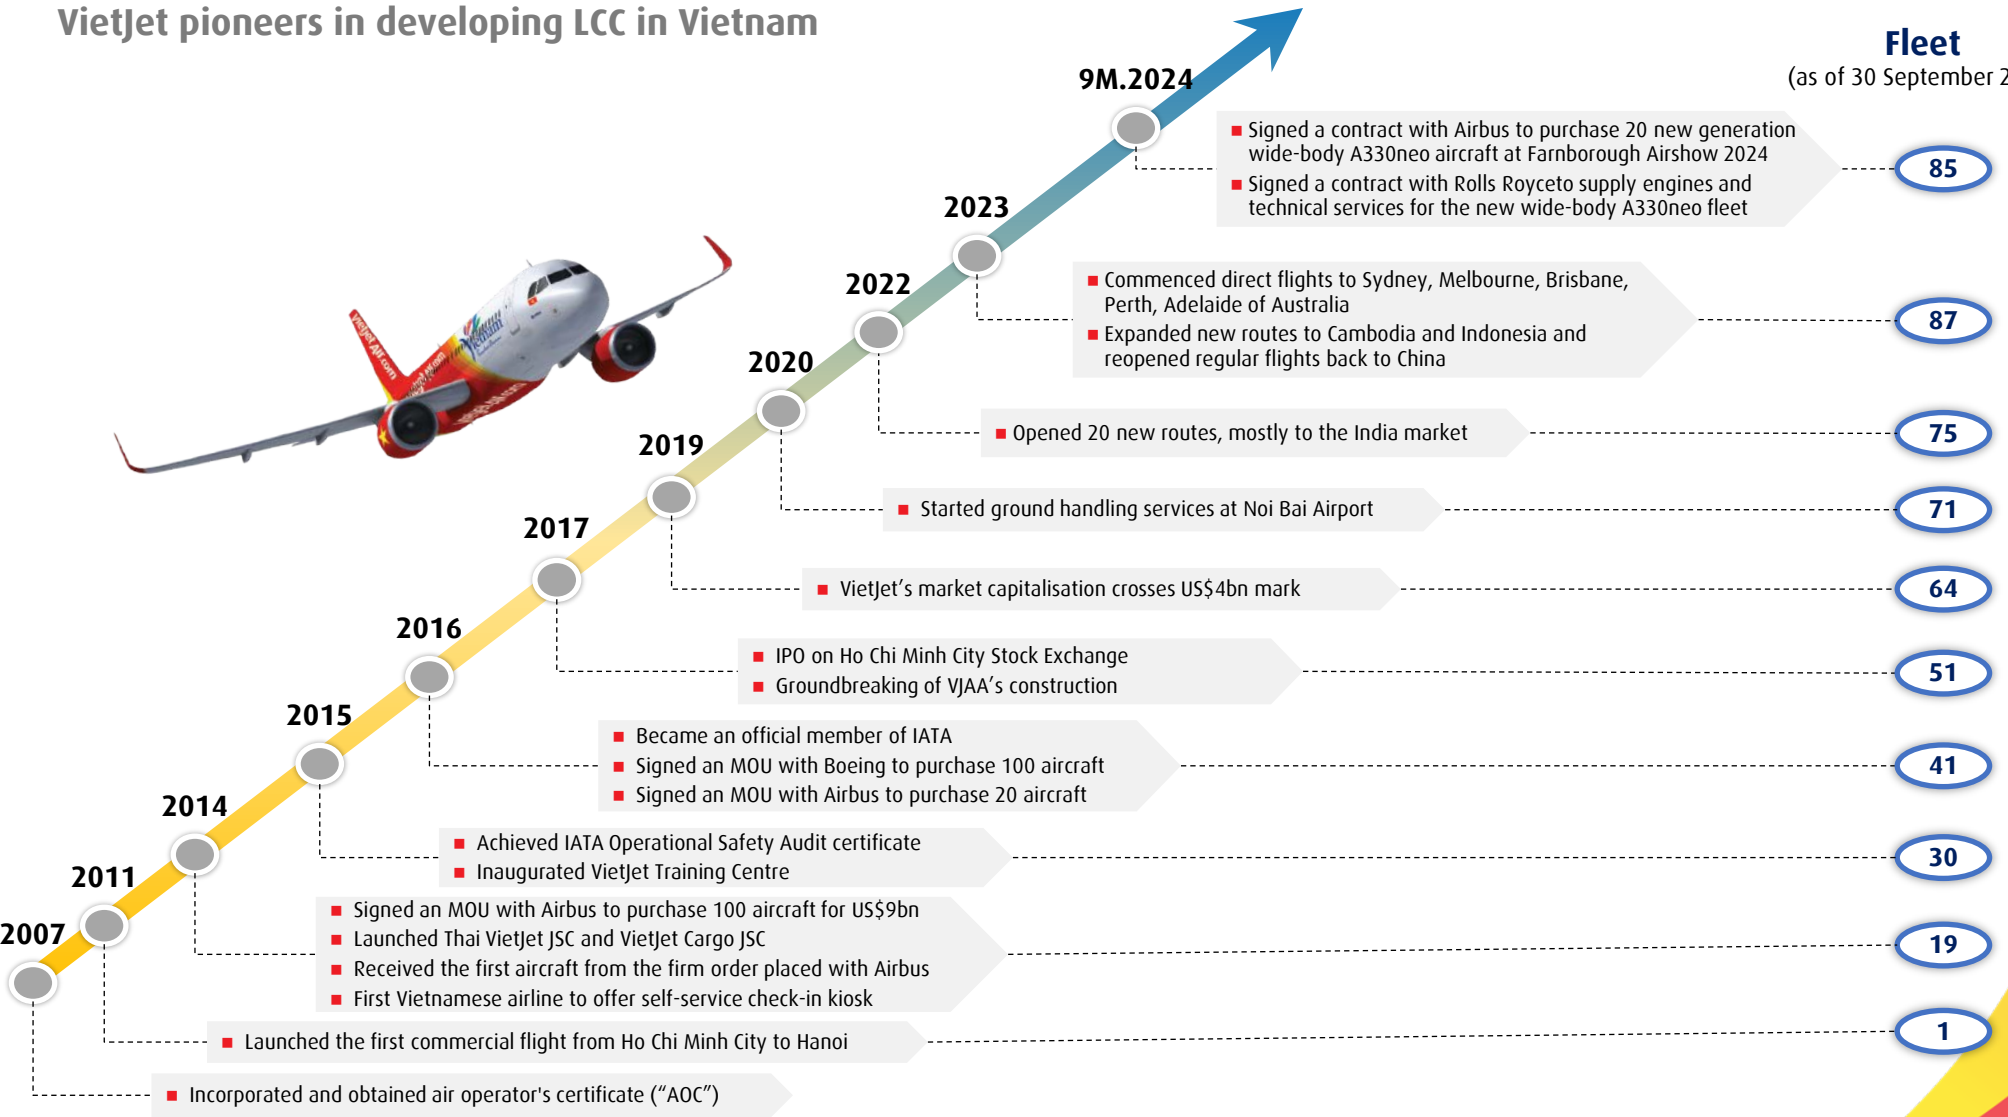 VietJet pioneers in developing LCC in Vietnam
Fleet
(as of 30 September 2
9M.2024
Signed a contract with Airbus to purchase 20 new generation
wide-body A330neo aircraft at Farnborough Airshow 2024
Signed a contract with Rolls Royceto supply engines and
technical services for the new wide-body A330neo fleet
85
2023
Commenced direct flights to Sydney, Melbourne, Brisbane,
Perth, Adelaide of Australia
Expanded new routes to Cambodia and Indonesia and
reopened regular flights back to China
87
2022
Opened 20 new routes, mostly to the India market
75
2020
Started ground handling services at Noi Bai Airport
71
2019
VietJet’s market capitalisation crosses US$4bn mark
64
2017
IPO on Ho Chi Minh City Stock Exchange
Groundbreaking of VJAA’s construction
51
2016
Became an official member of IATA
Signed an MOU with Boeing to purchase 100 aircraft
Signed an MOU with Airbus to purchase 20 aircraft
41
2015
Achieved IATA Operational Safety Audit certificate
Inaugurated VietJet Training Centre
30
2014
Signed an MOU with Airbus to purchase 100 aircraft for US$9bn
Launched Thai VietJet JSC and VietJet Cargo JSC
Received the first aircraft from the firm order placed with Airbus
First Vietnamese airline to offer self-service check-in kiosk
19
2011
Launched the first commercial flight from Ho Chi Minh City to Hanoi
1
2007
Incorporated and obtained air operator's certificate (“AOC”)
vietjet Air.com
Vietnam